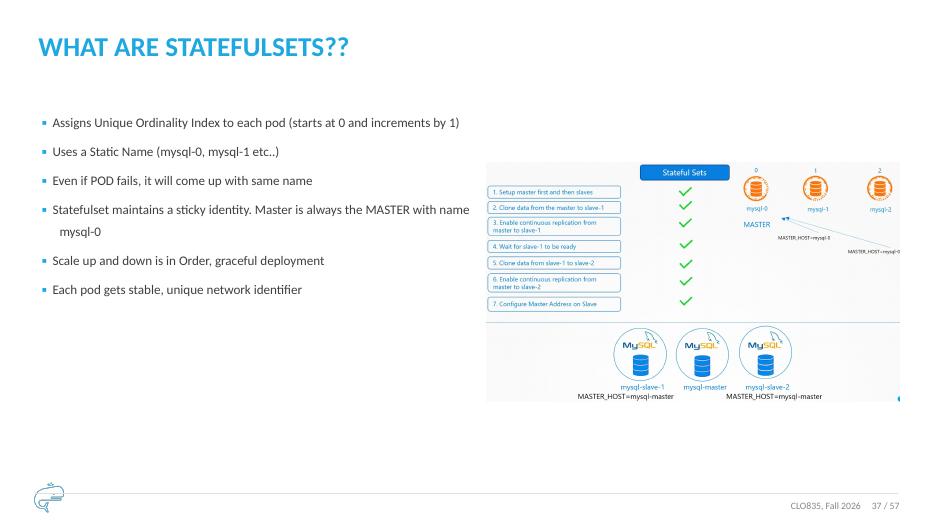 WHAT ARE STATEFULSETS??
Assigns Unique Ordinality Index to each pod (starts at 0 and increments by 1)
Uses a Static Name (mysql-0, mysql-1 etc..)
Even if POD fails, it will come up with same name
Statefulset maintains a sticky identity. Master is always the MASTER with name
mysql-0
Scale up and down is in Order, graceful deployment
Each pod gets stable, unique network identifier
Stateful Sets
1. Setup master first and then slaves
2. Clone data from the master to slave-1
3. Enable continuous replication from
master to slave-1
4. Wait for slave-1 to be ready
5. Clone data from slave-1 to slave-2
6. Enable continuous replication from
master to slave-2
7. Configure Master Address on Slave
0 1 2
mysql-0 mysql-1 mysql-2
MASTER
MASTER_HOST=mysql-0
MASTER_HOST=mysql-0
MySQL MySQL MySQL
mysql-slave-1 mysql-master mysql-slave-2
MASTER_HOST=mysql-master MASTER_HOST=mysql-master
CLO835, Fall 2026 37 / 57